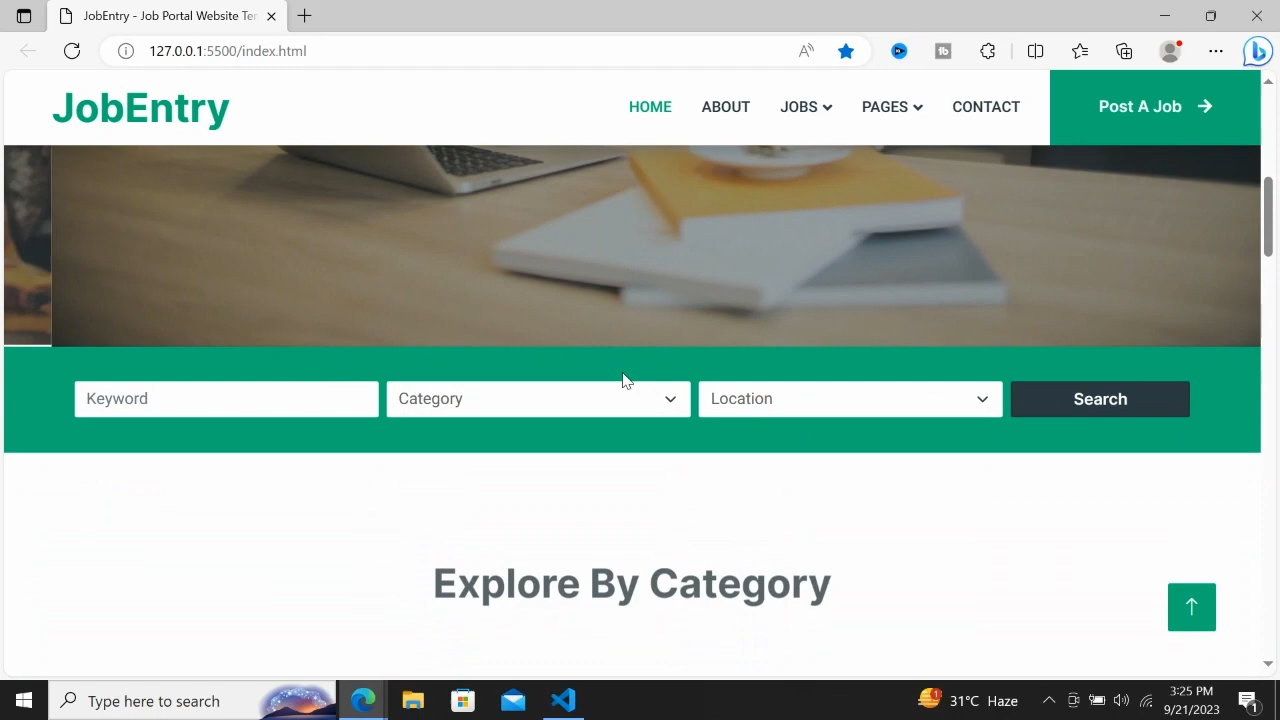 JobEntry - Job Portal Website Ter
127.0.0.1:5500/index.html
JobEntry
HOME
ABOUT
JOBS
PAGES
CONTACT
Post A Job
Keyword
Category
Location
Search
Explore By Category
Type here to search
1
31°C Haze
3:25 PM
9/21/2023
1